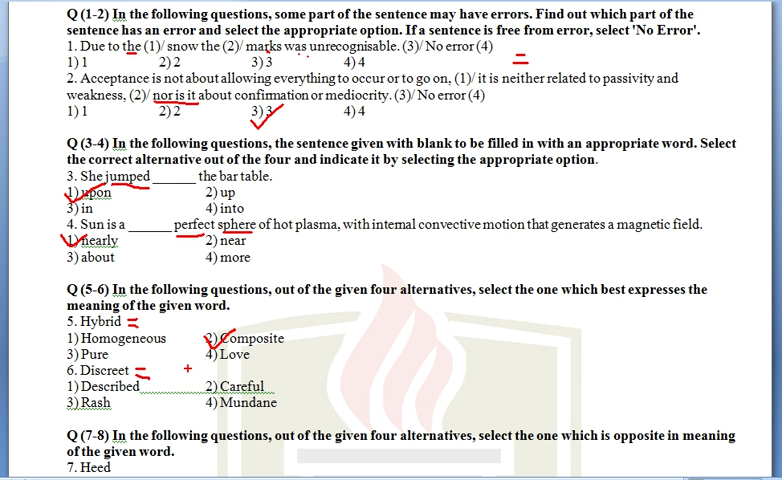 Q (1-2) In the following questions, some part of the sentence may have errors. Find out which part of the
sentence has an error and select the appropriate option. If a sentence is free from error, select 'No Error'.
1. Due to the (1)/ snow the (2)/ marks was unrecognisable. (3)/ No error (4)
1) 1 2) 2 3) 3 4) 4
2. Acceptance is not about allowing everything to occur or to go on, (1)/ it is neither related to passivity and
weakness, (2)/ nor is it about confirmation or mediocrity. (3)/ No error (4)
1) 1 2) 2 3) 3 4) 4
Q (3-4) In the following questions, the sentence given with blank to be filled in with an appropriate word. Select
the correct alternative out of the four and indicate it by selecting the appropriate option.
3. She jumped ______ the bar table.
1) upon 2) up
3) in 4) into
4. Sun is a ______ perfect sphere of hot plasma, with internal convective motion that generates a magnetic field.
1) nearly 2) near
3) about 4) more
Q (5-6) In the following questions, out of the given four alternatives, select the one which best expresses the
meaning of the given word.
5. Hybrid
1) Homogeneous 2) Composite
3) Pure 4) Love
6. Discreet
1) Described 2) Careful
3) Rash 4) Mundane
Q (7-8) In the following questions, out of the given four alternatives, select the one which is opposite in meaning
of the given word.
7. Heed